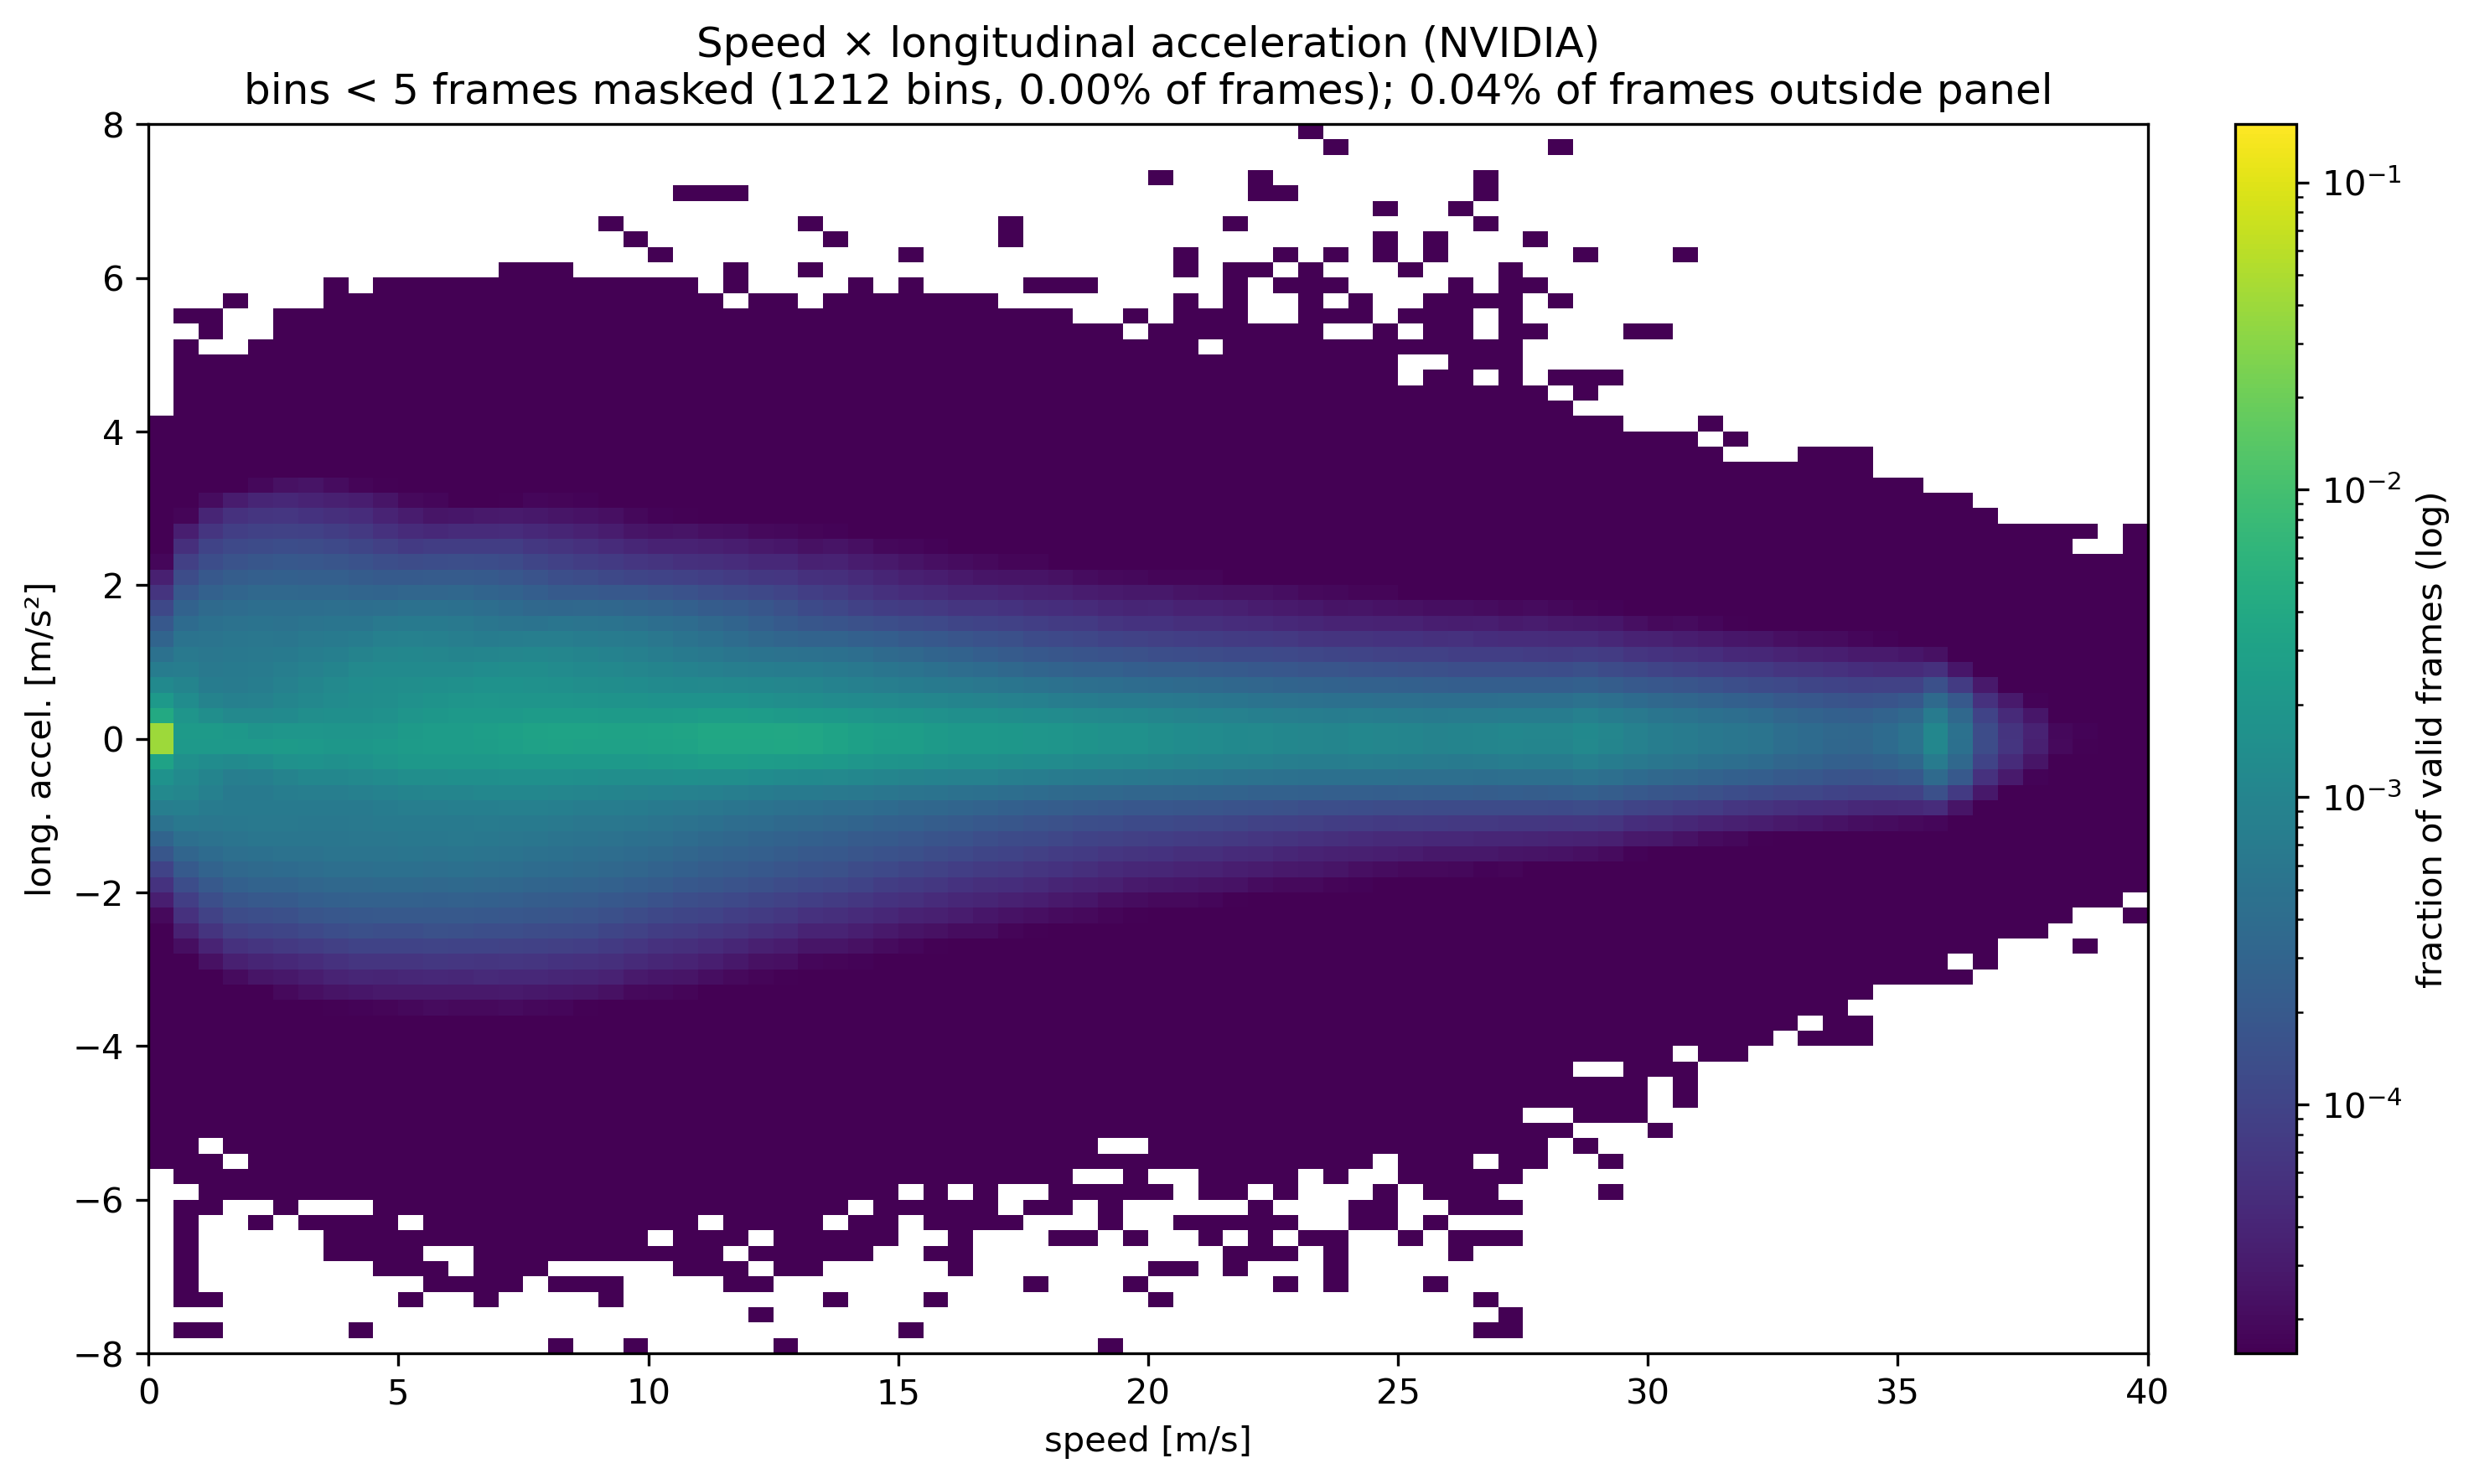 Speed × longitudinal acceleration (NVIDIA)
bins < 5 frames masked (1212 bins, 0.00% of frames); 0.04% of frames outside panel
8
6
4
2
0
−2
−4
−6
−8
long. accel. [m/s²]
0 5 10 15 20 25 30 35 40
speed [m/s]
10⁻¹
10⁻²
10⁻³
10⁻⁴
fraction of valid frames (log)